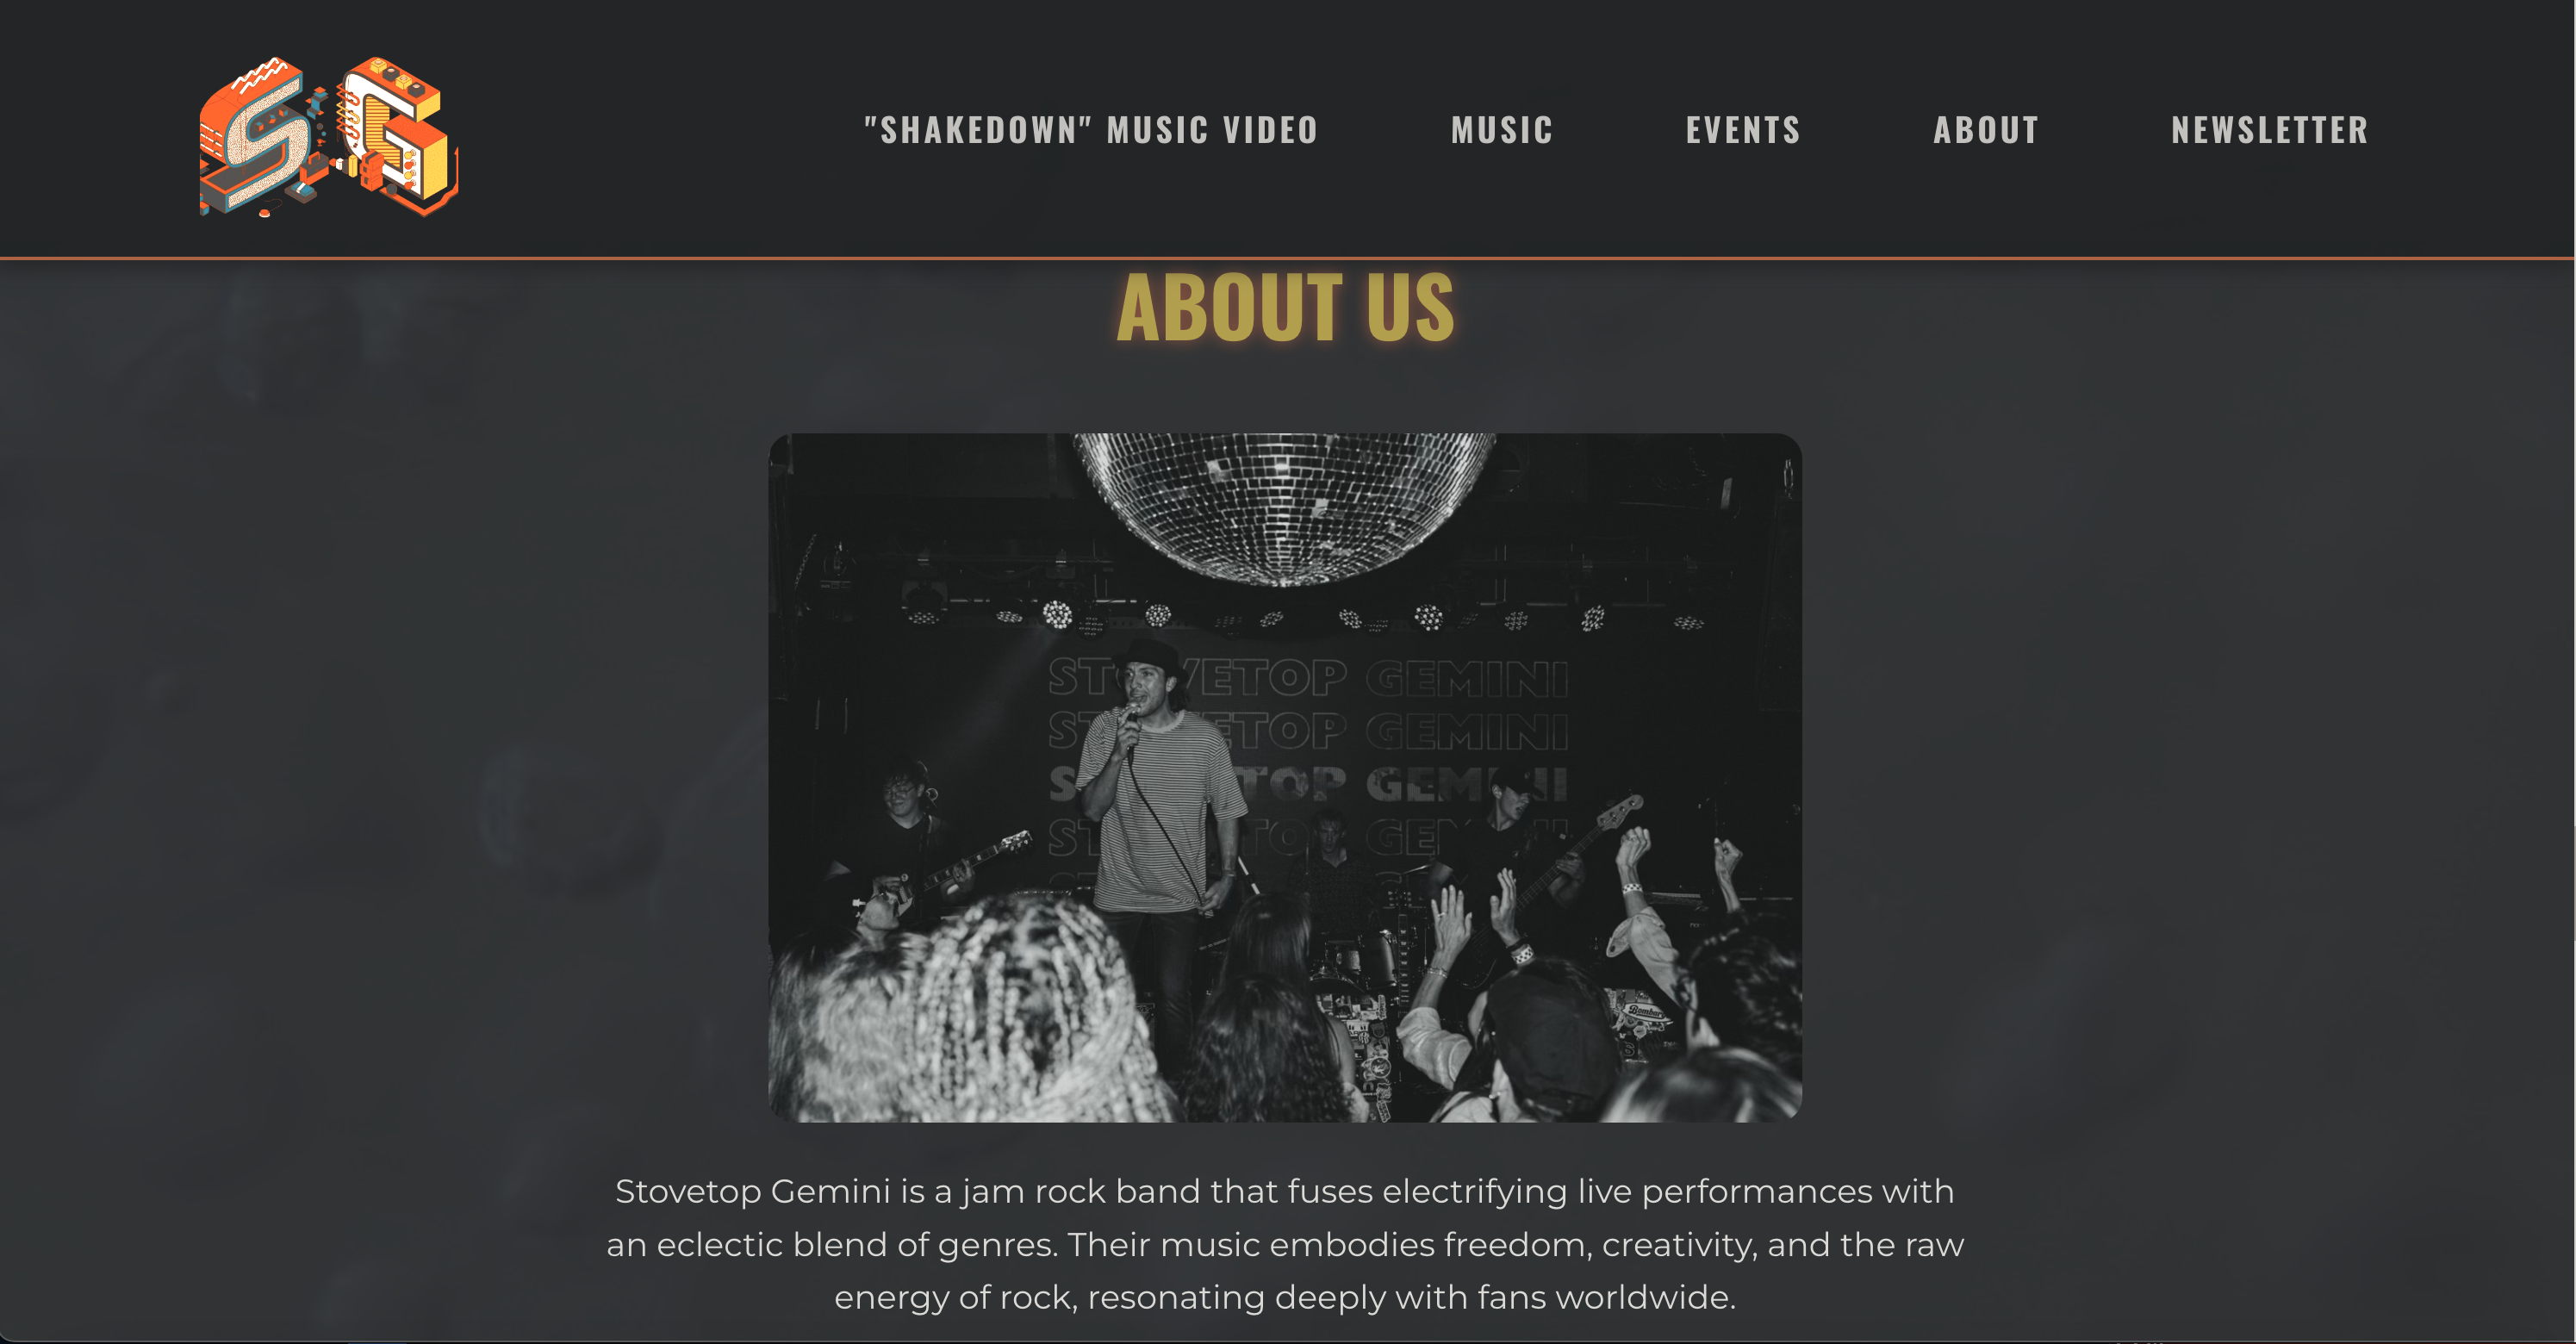 SG
"SHAKEDOWN" MUSIC VIDEO MUSIC EVENTS ABOUT NEWSLETTER
ABOUT US
STOVETOP GEMINI
STOVETOP GEMINI
STOVETOP GEMINI
Bombay
Stovetop Gemini is a jam rock band that fuses electrifying live performances with
an eclectic blend of genres. Their music embodies freedom, creativity, and the raw
energy of rock, resonating deeply with fans worldwide.